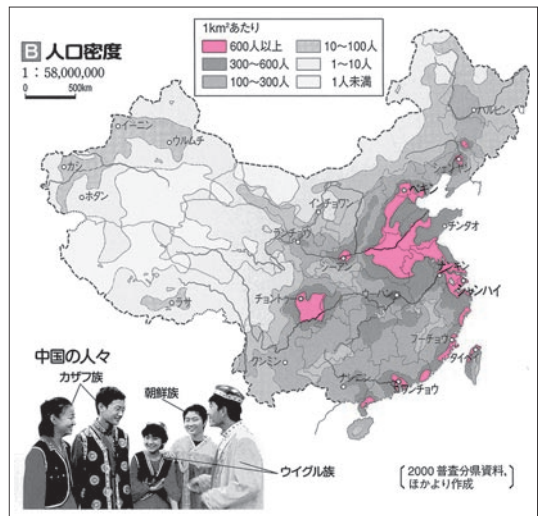 1km²あたり
600人以上
300～600人
100～300人
10～100人
1～10人
1人未満
B 人口密度
1：58,000,000
0 500km
ハルビン
イーニン
ウルムチ
シェンヤン
カシ
ペキン
ホタン
インチョワン
ランチョウ
チンタオ
シーアン
ナンキン
シャンハイ
チョントゥー
ウーハン
ラサ
フーチョウ
タイペイ
クンミン
ナンニン
コワンチョウ
中国の人々
カザフ族
朝鮮族
ウイグル族
2000 普査分県資料，
ほかより作成